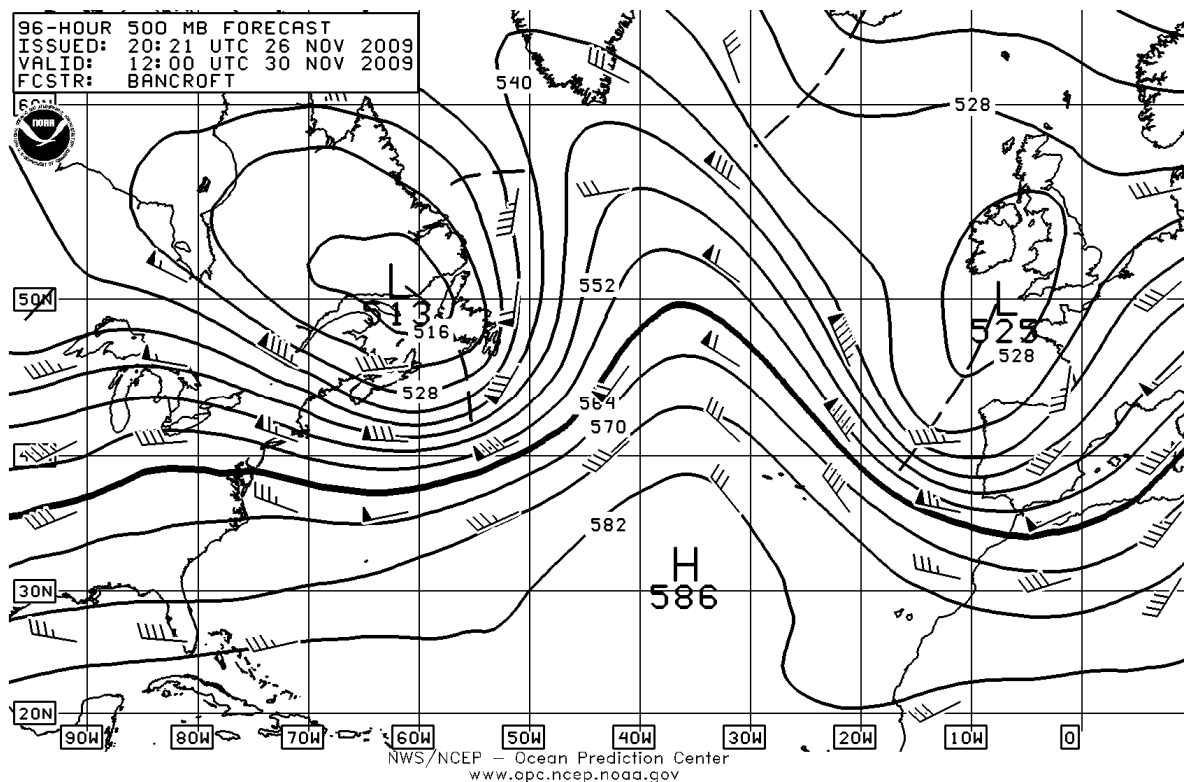 96-HOUR 500 MB FORECAST
ISSUED: 20:21 UTC 26 NOV 2009
VALID: 12:00 UTC 30 NOV 2009
FCSTR: BANCROFT
540
528
60N
NOAA
552
50N
L
513
516
L
525
528
528
564
570
582
H
586
30N
20N
90W 80W 70W 60W 50W 40W 30W 20W 10W 0
NWS/NCEP – Ocean Prediction Center
www.opc.ncep.noaa.gov